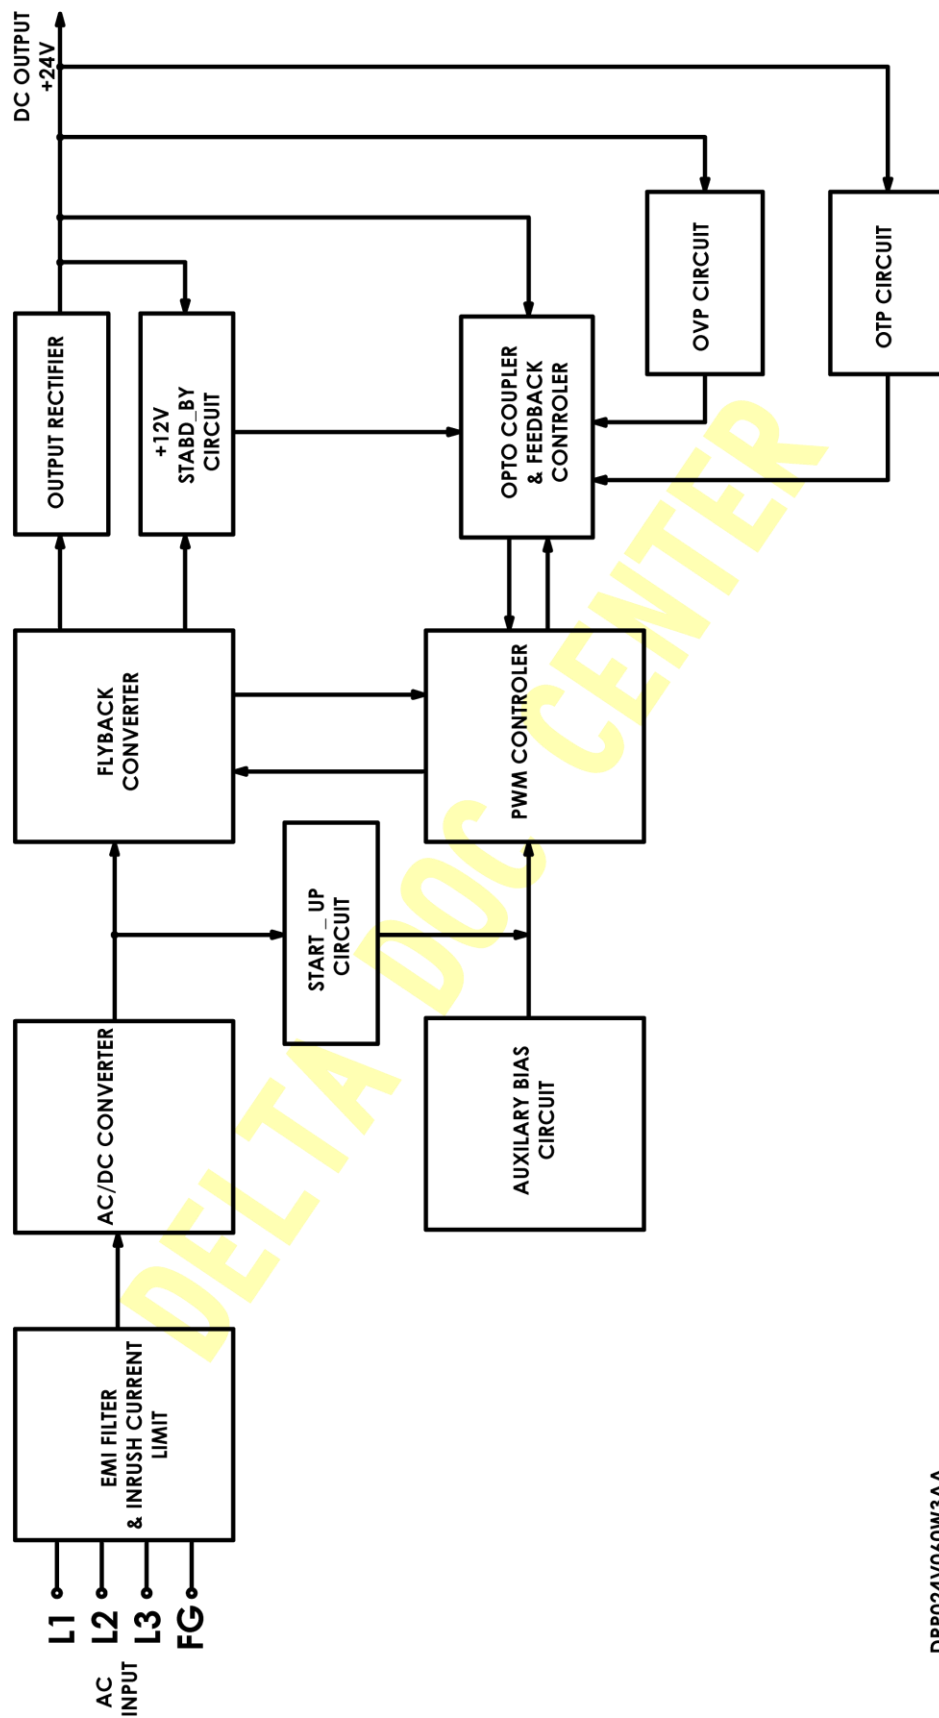 AC
INPUT
L1
L2
L3
FG
EMI FILTER
& INRUSH CURRENT
LIMIT
AC/DC CONVERTER
FLYBACK
CONVERTER
OUTPUT RECTIFIER
DC OUTPUT
+24V
+12V
STABD_BY
CIRCUIT
START _ UP
CIRCUIT
AUXILARY BIAS
CIRCUIT
PWM CONTROLER
OPTO COUPLER
& FEEDBACK
CONTROLER
OVP CIRCUIT
OTP CIRCUIT
DELTA DOC CENTER